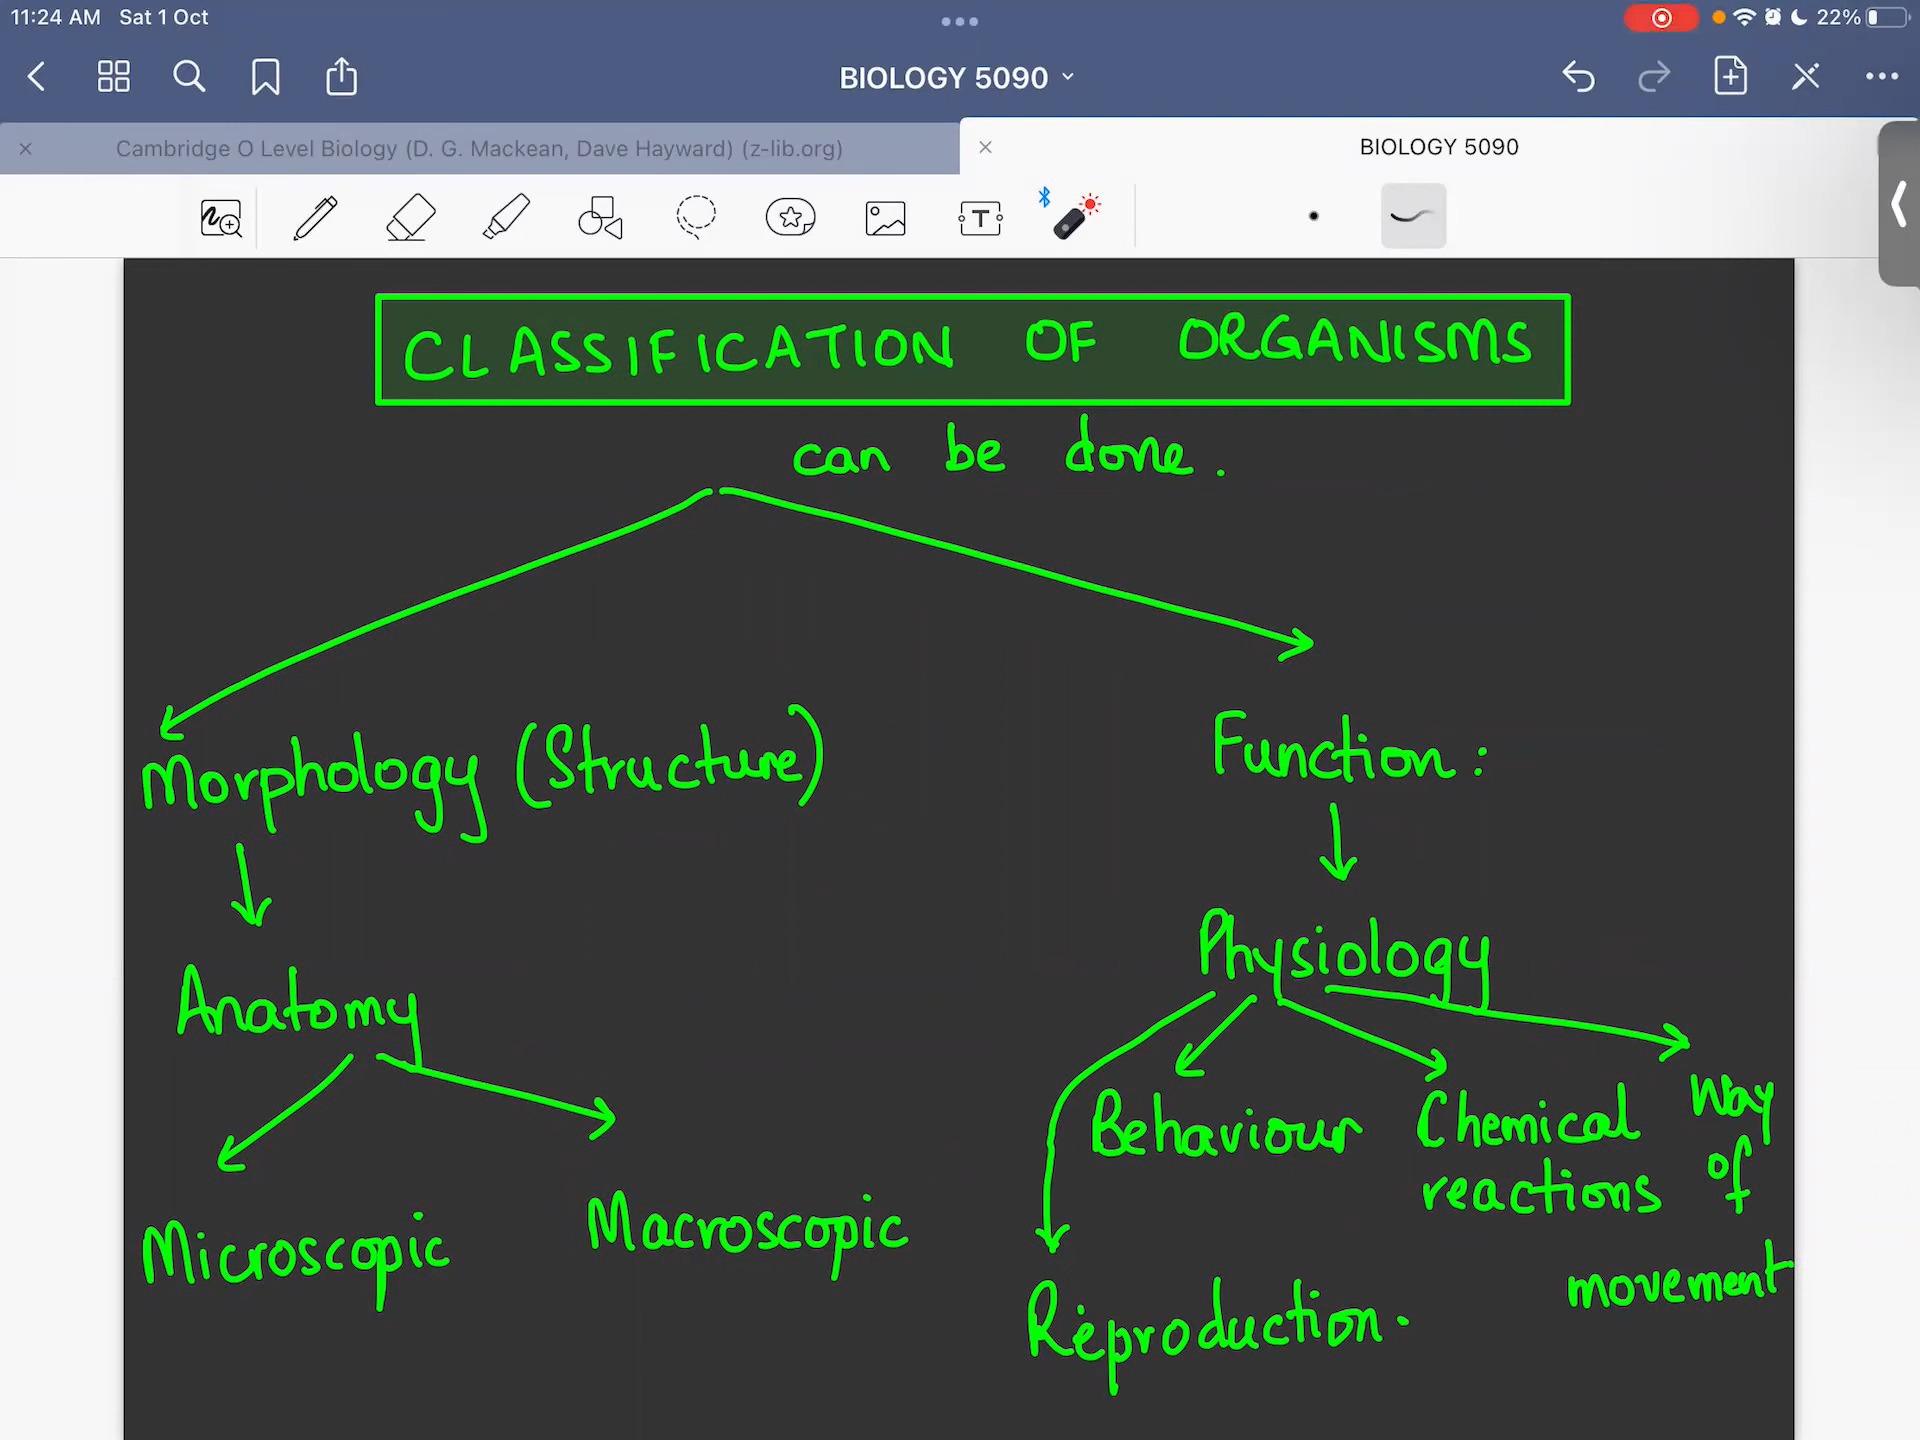 11:24 AM Sat 1 Oct
22%
BIOLOGY 5090
Cambridge O Level Biology (D. G. Mackean, Dave Hayward) (z-lib.org)
BIOLOGY 5090
T
CLASSIFICATION OF ORGANISMS
can be done.
Morphology (Structure)
Function:
Anatomy
Physiology
Microscopic
Macroscopic
Behaviour
Chemical
reactions
Way
of
movement
Reproduction.